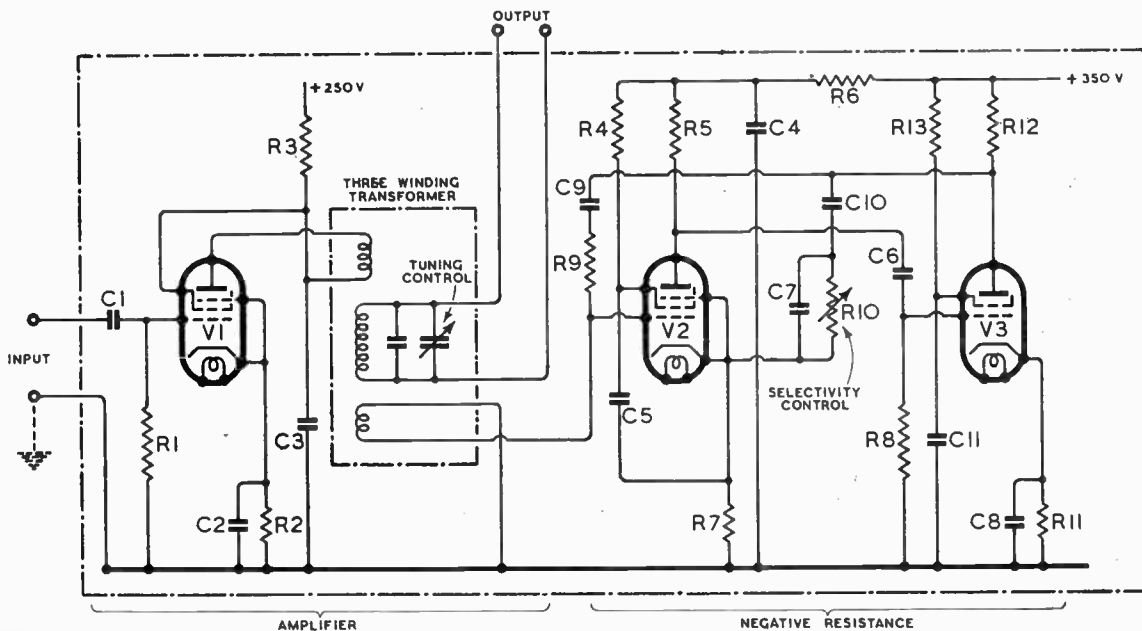 OUTPUT
+250V
+350V
R3
R4
R5
C4
R6
R13
R12
THREE WINDING
TRANSFORMER
C9
C10
TUNING
CONTROL
R9
C6
C1
V1
V2
C7
R10
V3
INPUT
SELECTIVITY
CONTROL
C5
R1
C3
R8
C11
C2
R2
R7
C8
R11
AMPLIFIER
NEGATIVE RESISTANCE